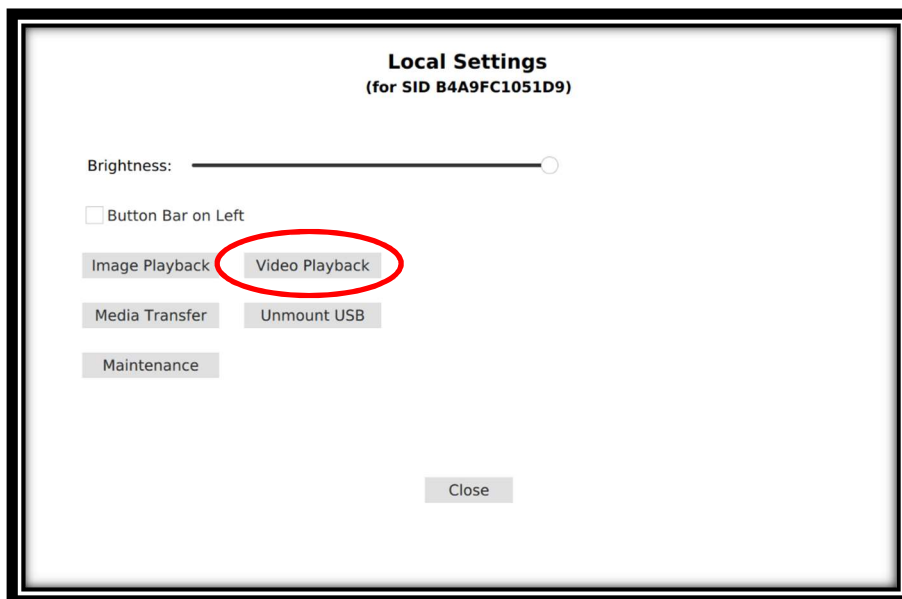 Local Settings
(for SID B4A9FC1051D9)
Brightness:
Button Bar on Left
Image Playback Video Playback
Media Transfer Unmount USB
Maintenance
Close